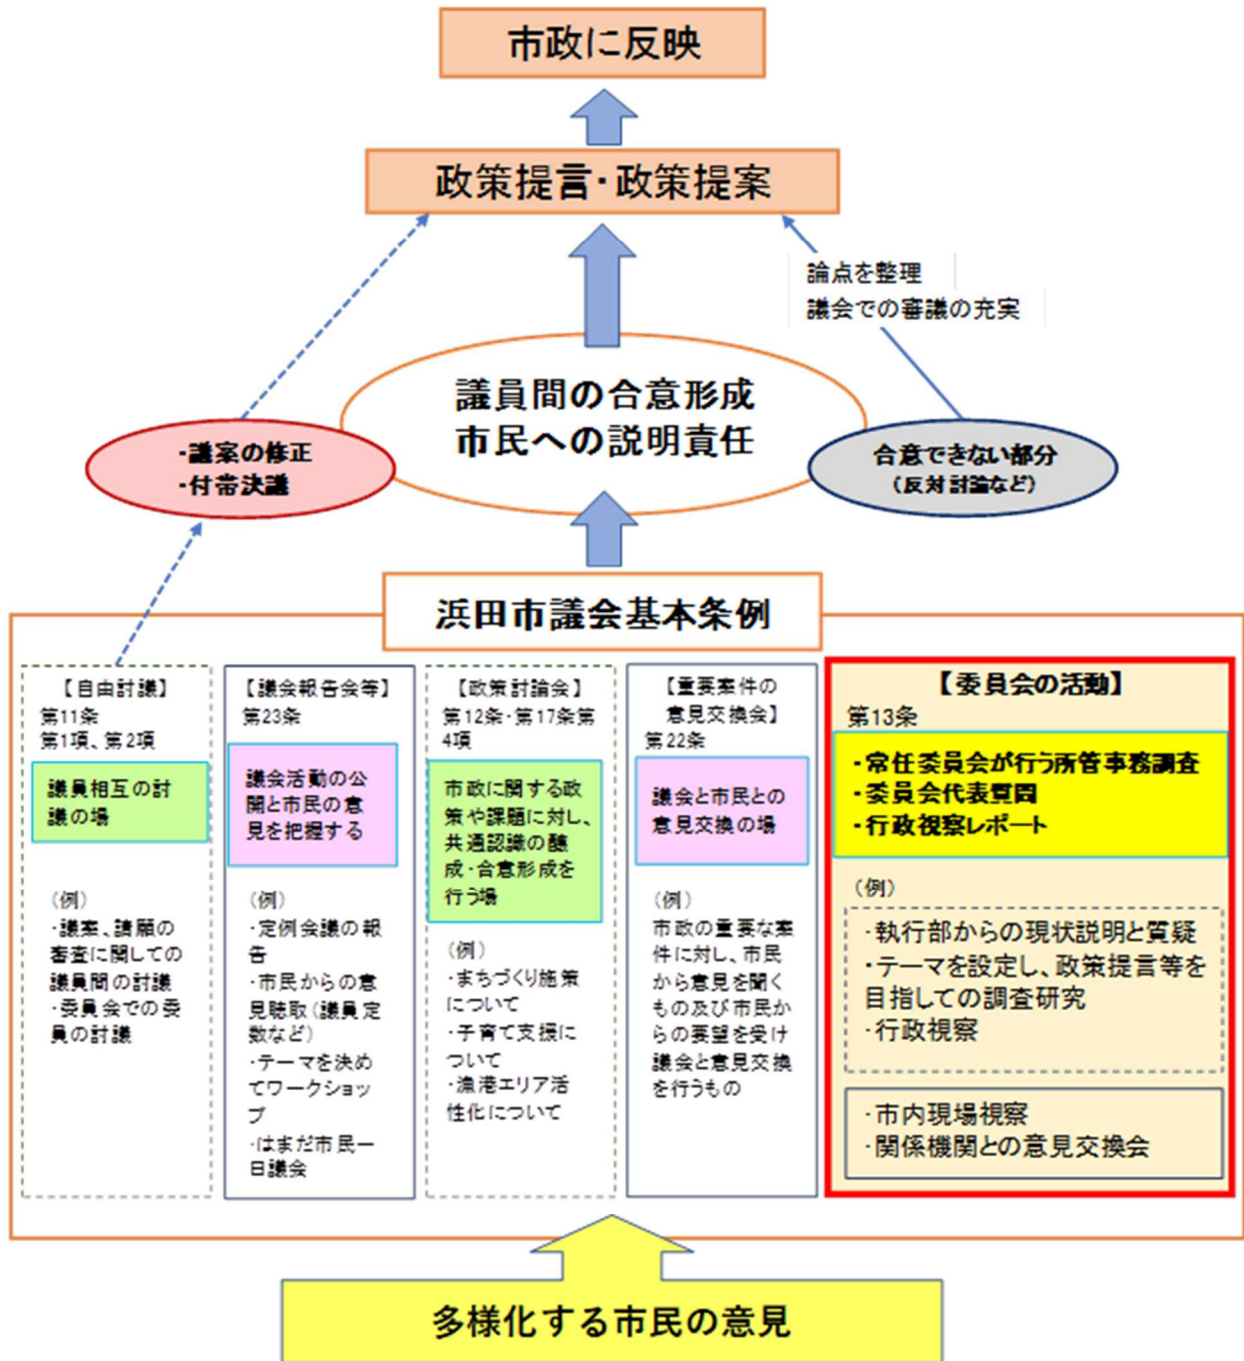 市政に反映
政策提言・政策提案
論点を整理
議会での審議の充実
議員間の合意形成
市民への説明責任
・議案の修正
・付帯決議
合意できない部分
（反対討論など）
浜田市議会基本条例
【自由討議】
第11条
第1項、第2項
議員相互の討
議の場
（例）
・議案、請願の
審査に関しての
議員間の討議
・委員会での委
員の討議
【議会報告会等】
第23条
議会活動の公
開と市民の意
見を把握する
（例）
・定例会議の報
告
・市民からの意
見聴取（議員定
数など）
・テーマを決め
てワークショッ
プ
・はまだ市民一
日議会
【政策討論会】
第12条・第17条第
4項
市政に関する政
策や課題に対し、
共通認識の醸
成・合意形成を
行う場
（例）
・まちづくり施策
について
・子育て支援に
ついて
・漁港エリア活
性化について
【重要案件の
意見交換会】
第22条
議会と市民との
意見交換の場
（例）
市政の重要な案
件に対し、市民
から意見を聞く
もの及び市民か
らの要望を受け
議会と意見交換
を行うもの
【委員会の活動】
第13条
・常任委員会が行う所管事務調査
・委員会代表質問
・行政視察レポート
（例）
・執行部からの現状説明と質疑
・テーマを設定し、政策提言等を
目指しての調査研究
・行政視察
・市内現場視察
・関係機関との意見交換会
多様化する市民の意見